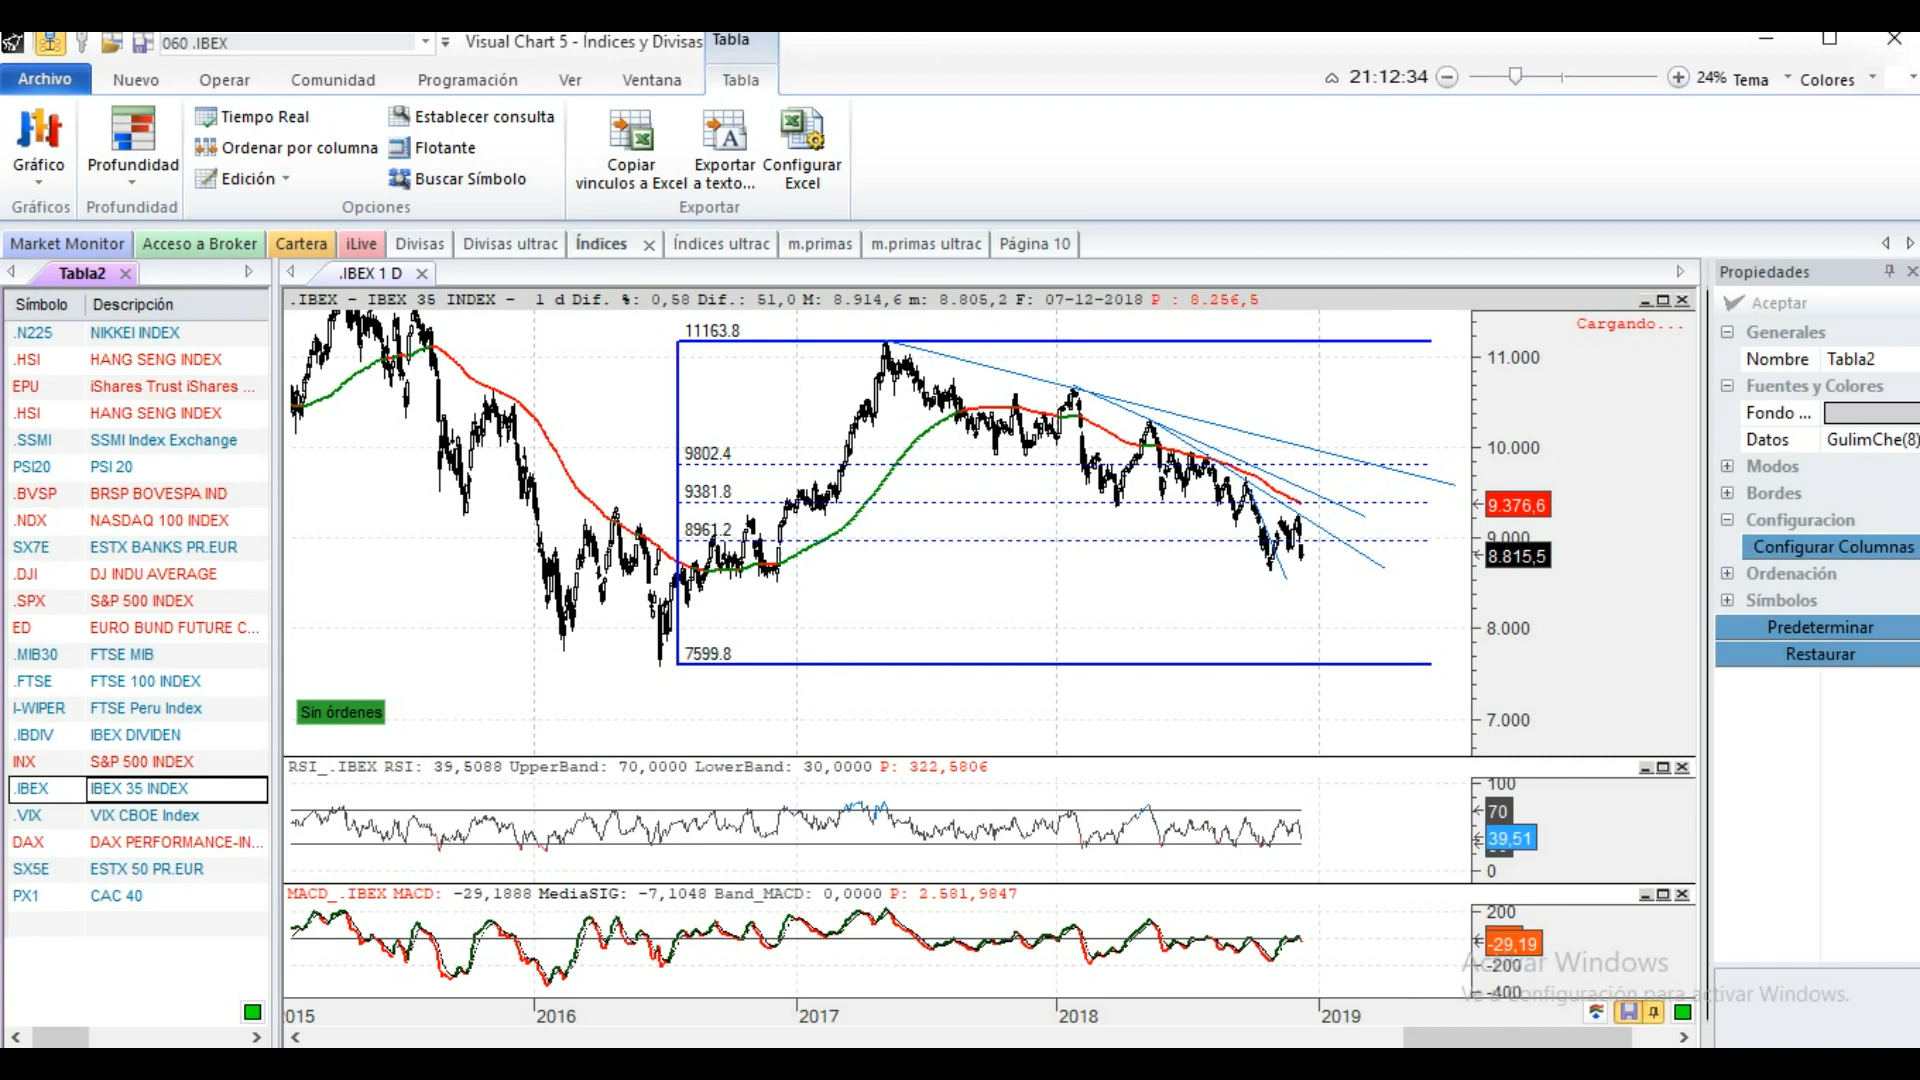 060 .IBEX
Visual Chart 5 - Índices y Divisas
Tabla
Archivo Nuevo Operar Comunidad Programación Ver Ventana Tabla
21:12:34
24% Tema Colores
Gráfico
Profundidad
Tiempo Real
Ordenar por columna
Edición
Establecer consulta
Flotante
Buscar Símbolo
Copiar vinculos a Excel
Exportar a texto...
Configurar Excel
Gráficos Profundidad Opciones Exportar
Market Monitor Acceso a Broker Cartera iLive Divisas Divisas ultrac Índices Índices ultrac m.primas m.primas ultrac Página 10
Tabla2
.IBEX 1 D
Símbolo Descripción
.N225 NIKKEI INDEX
.HSI HANG SENG INDEX
EPU iShares Trust iShares ...
.HSI HANG SENG INDEX
.SSMI SSMI Index Exchange
PSI20 PSI 20
.BVSP BRSP BOVESPA IND
.NDX NASDAQ 100 INDEX
SX7E ESTX BANKS PR.EUR
.DJI DJ INDU AVERAGE
.SPX S&P 500 INDEX
ED EURO BUND FUTURE C...
.MIB30 FTSE MIB
.FTSE FTSE 100 INDEX
I-WIPER FTSE Peru Index
.IBDIV IBEX DIVIDEN
INX S&P 500 INDEX
.IBEX IBEX 35 INDEX
.VIX VIX CBOE Index
DAX DAX PERFORMANCE-IN...
SX5E ESTX 50 PR.EUR
PX1 CAC 40
.IBEX - IBEX 35 INDEX - 1 d Dif. %: 0,58 Dif.: 51,0 M: 8.914,6 m: 8.805,2 F: 07-12-2018 P : 8.256,5
Cargando...
11163.8
9802.4
9381.8
8961.2
7599.8
11.000
10.000
9.376,6
9.000
8.815,5
8.000
7.000
Sin órdenes
RSI_.IBEX RSI: 39,5088 UpperBand: 70,0000 LowerBand: 30,0000 P: 322,5806
100
70
39,51
0
MACD_.IBEX MACD: -29,1888 MediaSIG: -7,1048 Band_MACD: 0,0000 P: 2.581,9847
200
-29,19
-200
-400
2015 2016 2017 2018 2019
Propiedades
Aceptar
Generales
Nombre Tabla2
Fuentes y Colores
Fondo ...
Datos GulimChe(8)
Modos
Bordes
Configuracion
Configurar Columnas
Ordenación
Símbolos
Predeterminar
Restaurar
Activar Windows
Ve a Configuración para activar Windows.